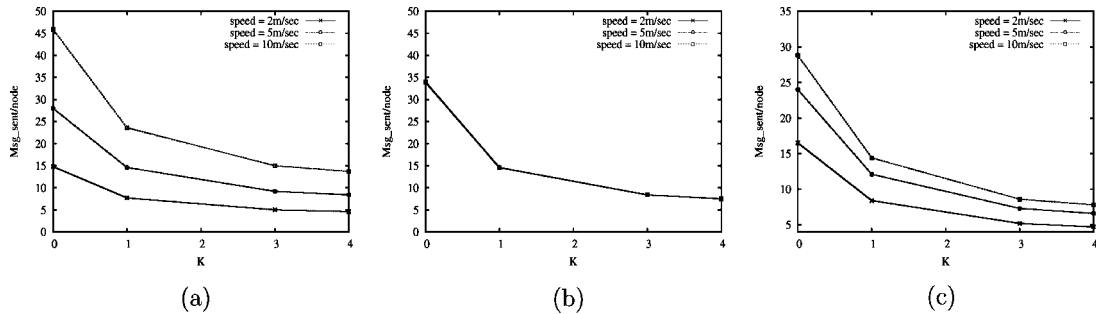 speed = 2m/sec
speed = 5m/sec
speed = 10m/sec
Msg_sent/node
50
45
40
35
30
25
20
15
10
5
0
0 1 2 3 4
K
(a)
speed = 2m/sec
speed = 5m/sec
speed = 10m/sec
Msg_sent/node
50
45
40
35
30
25
20
15
10
5
0
0 1 2 3 4
K
(b)
speed = 2m/sec
speed = 5m/sec
speed = 10m/sec
Msg_sent/node
35
30
25
20
15
10
5
0 1 2 3 4
K
(c)